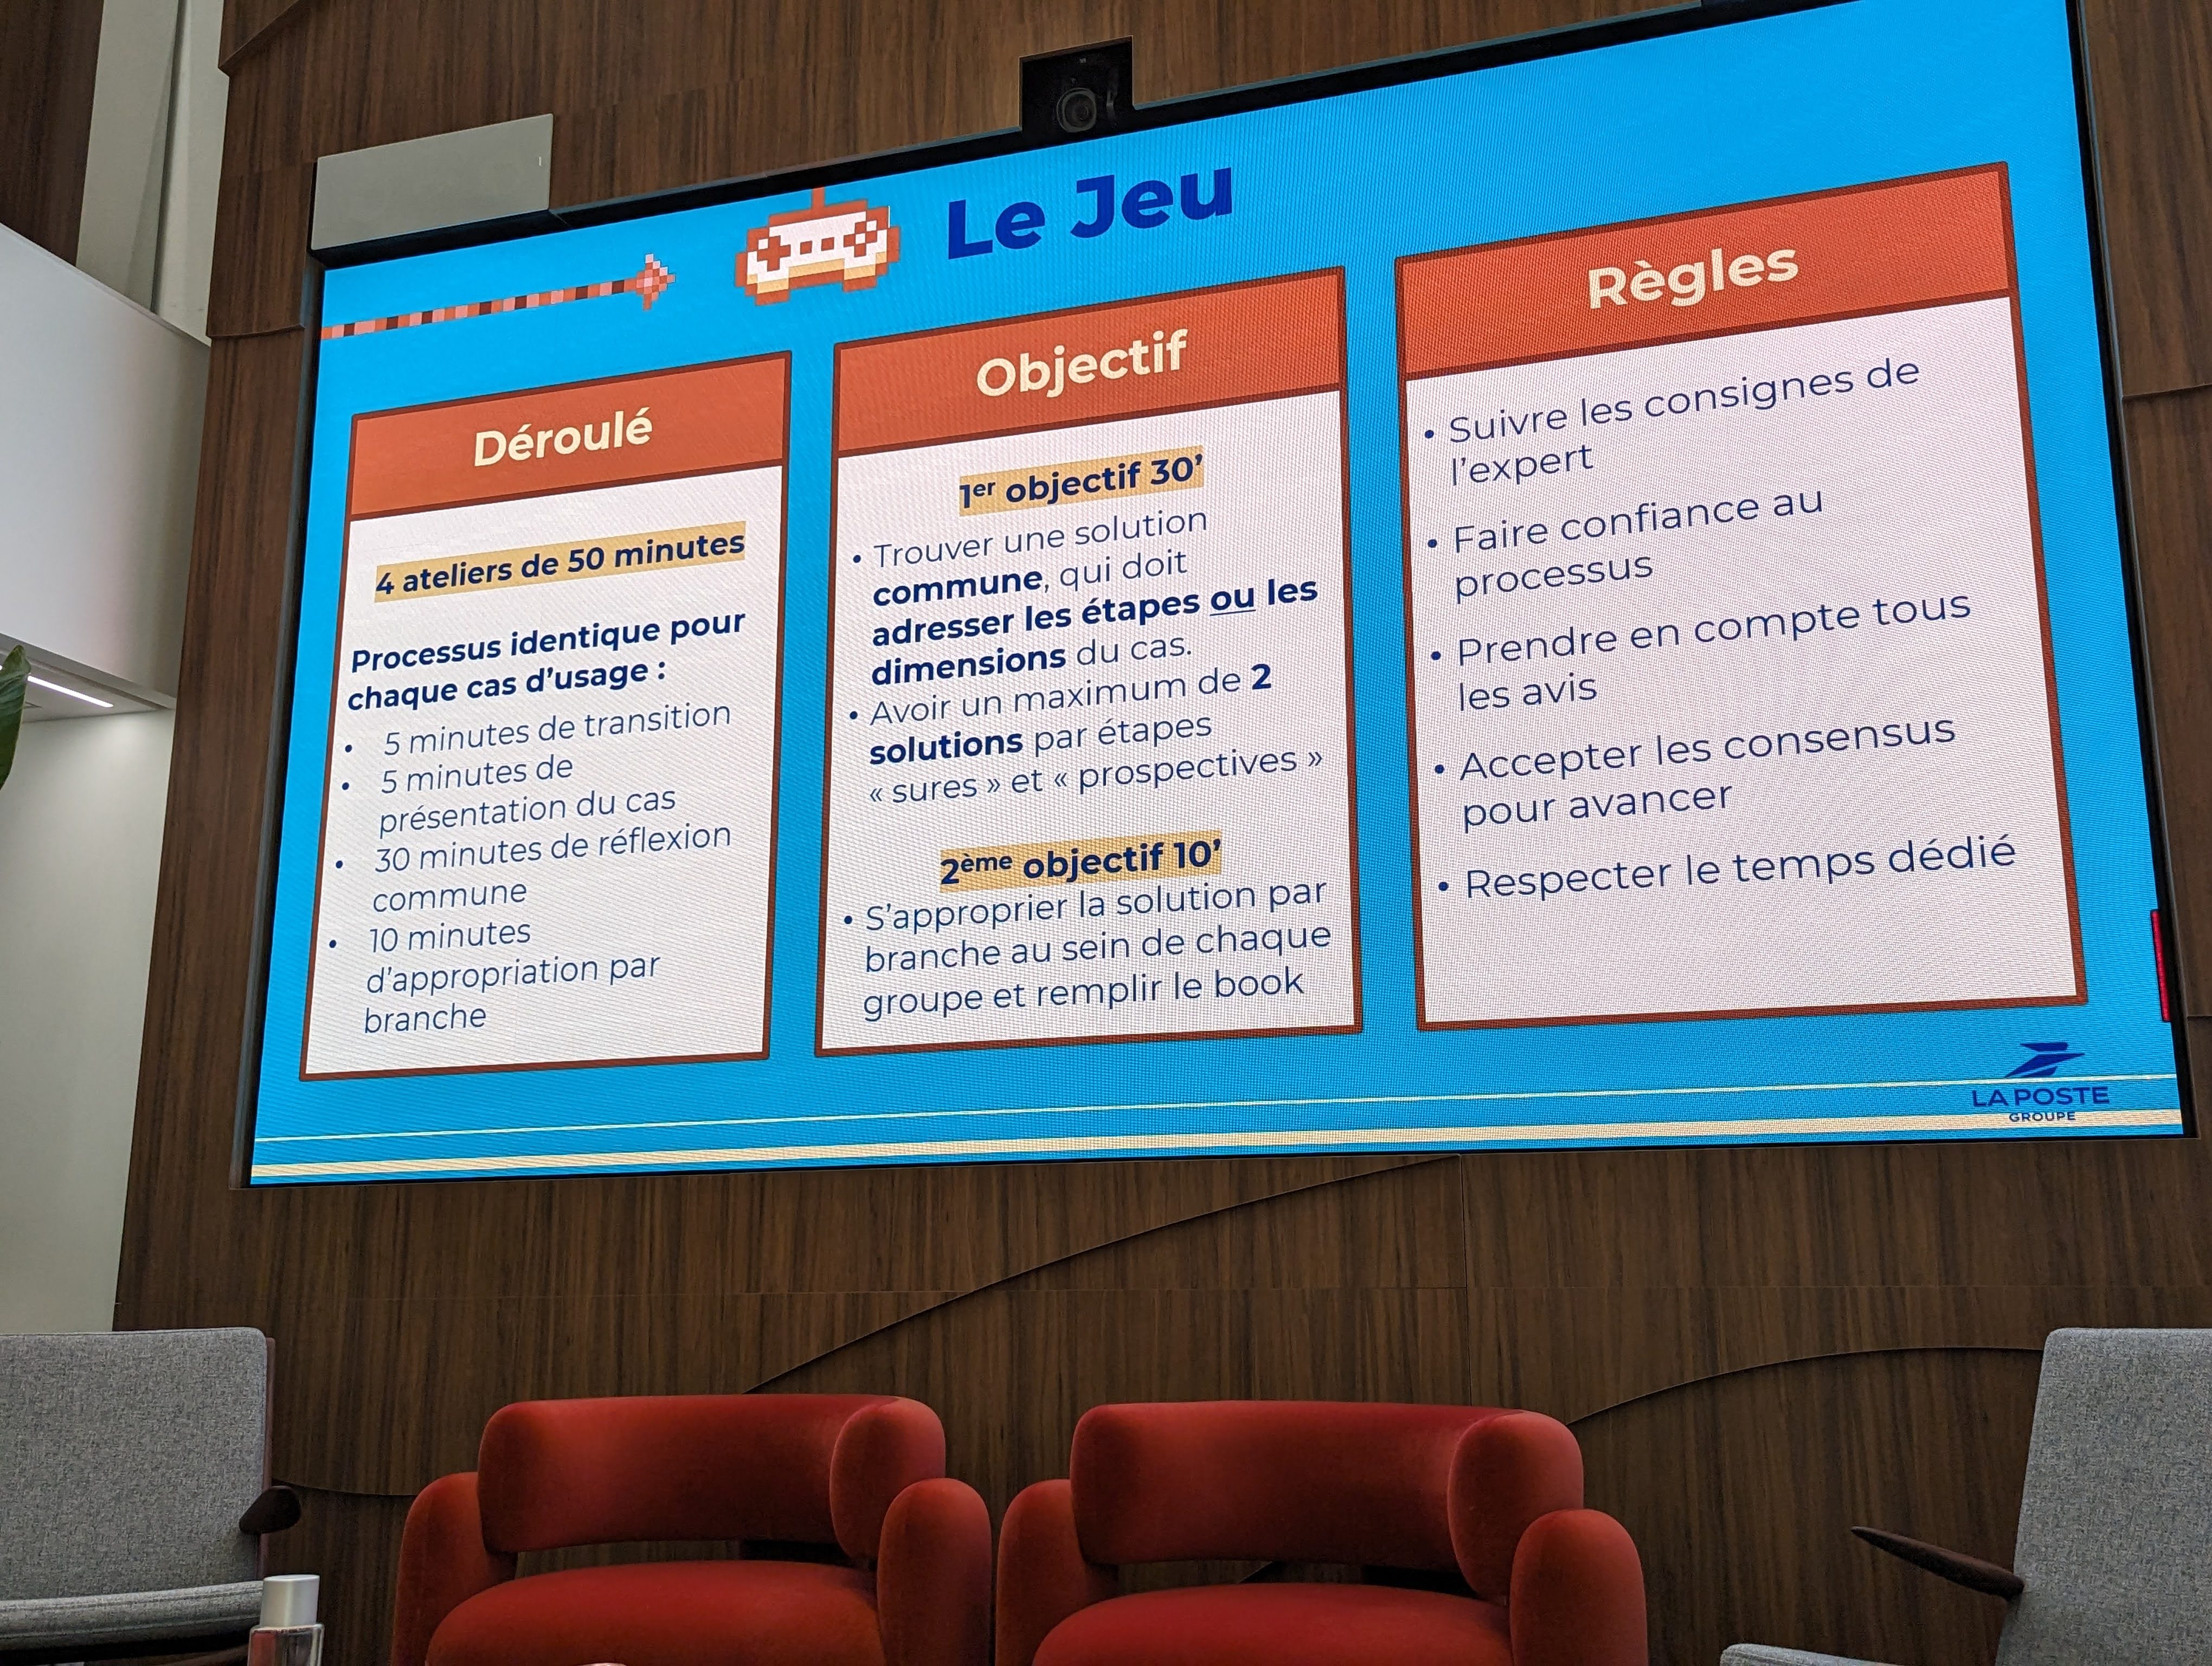 Le Jeu
Déroulé
4 ateliers de 50 minutes
Processus identique pour
chaque cas d'usage :
• 5 minutes de transition
• 5 minutes de
présentation du cas
• 30 minutes de réflexion
commune
• 10 minutes
d'appropriation par
branche
Objectif
1er objectif 30'
• Trouver une solution
commune, qui doit
adresser les étapes ou les
dimensions du cas.
• Avoir un maximum de 2
solutions par étapes
« sures » et « prospectives »
2ème objectif 10'
• S'approprier la solution par
branche au sein de chaque
groupe et remplir le book
Règles
• Suivre les consignes de
l'expert
• Faire confiance au
processus
• Prendre en compte tous
les avis
• Accepter les consensus
pour avancer
• Respecter le temps dédié
LA POSTE
GROUPE